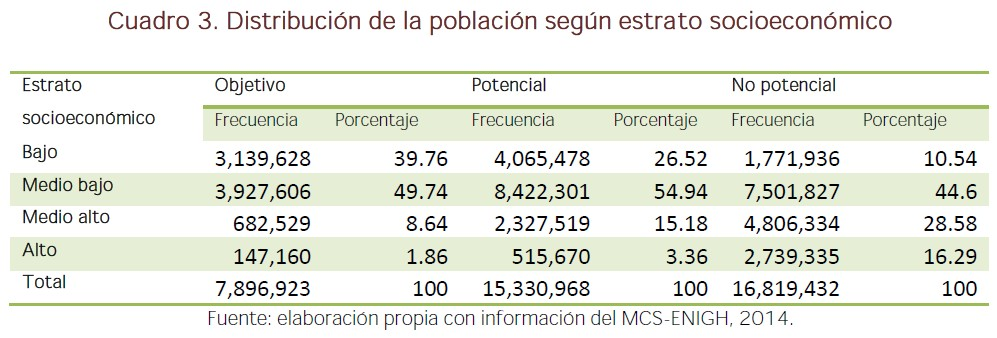 Cuadro 3. Distribución de la población según estrato socioeconómico
Estrato socioeconómico Objetivo Potencial No potencial
Frecuencia Porcentaje Frecuencia Porcentaje Frecuencia Porcentaje
Bajo 3,139,628 39.76 4,065,478 26.52 1,771,936 10.54
Medio bajo 3,927,606 49.74 8,422,301 54.94 7,501,827 44.6
Medio alto 682,529 8.64 2,327,519 15.18 4,806,334 28.58
Alto 147,160 1.86 515,670 3.36 2,739,335 16.29
Total 7,896,923 100 15,330,968 100 16,819,432 100
Fuente: elaboración propia con información del MCS-ENIGH, 2014.